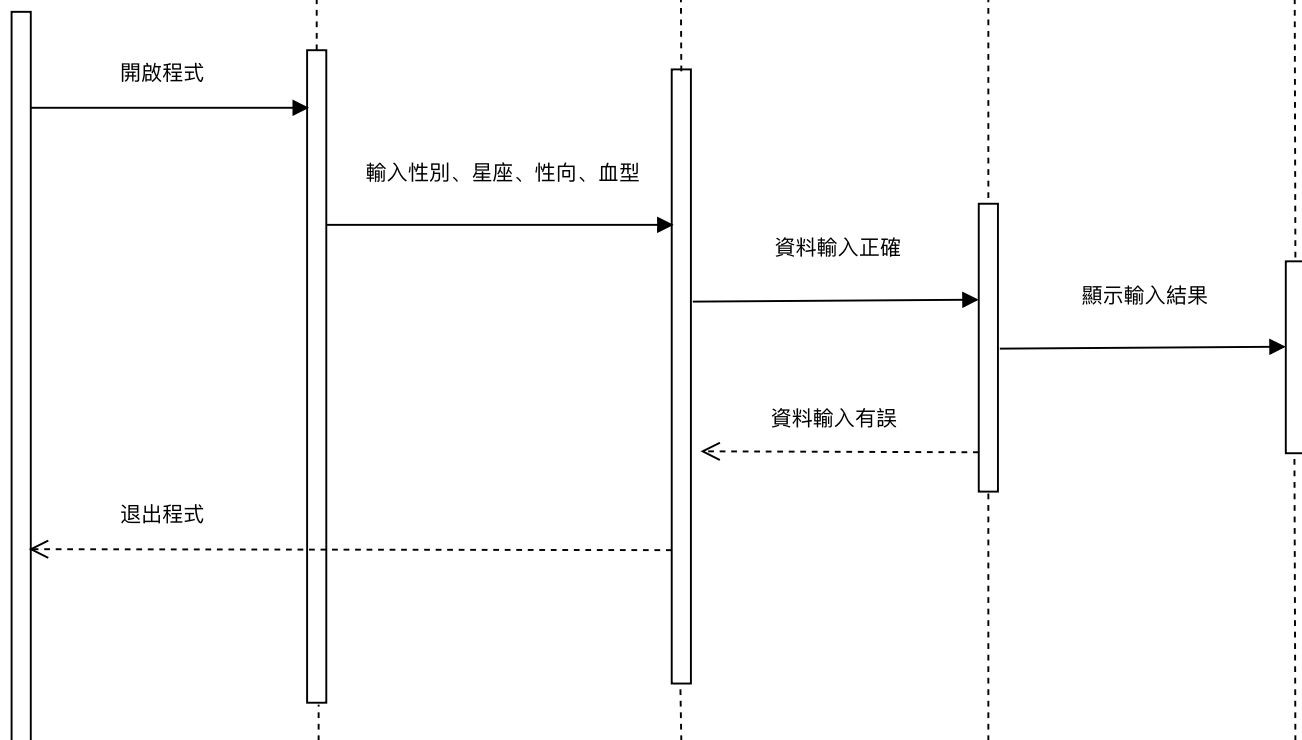 開啟程式
輸入性別、星座、性向、血型
資料輸入正確
顯示輸入結果
資料輸入有誤
退出程式